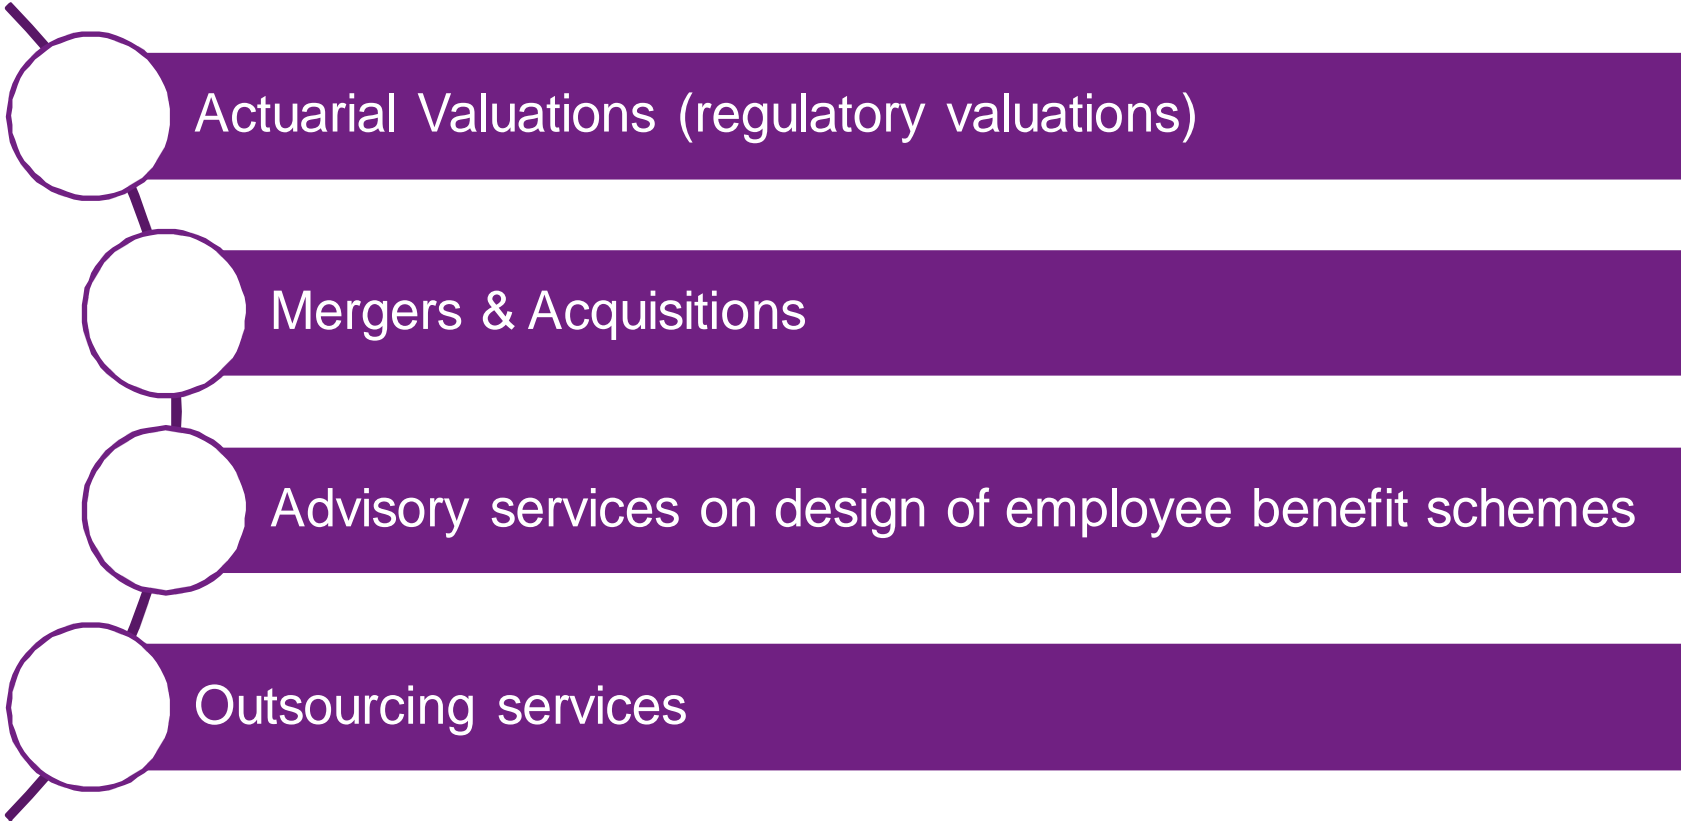 Actuarial Valuations (regulatory valuations)
Mergers & Acquisitions
Advisory services on design of employee benefit schemes
Outsourcing services